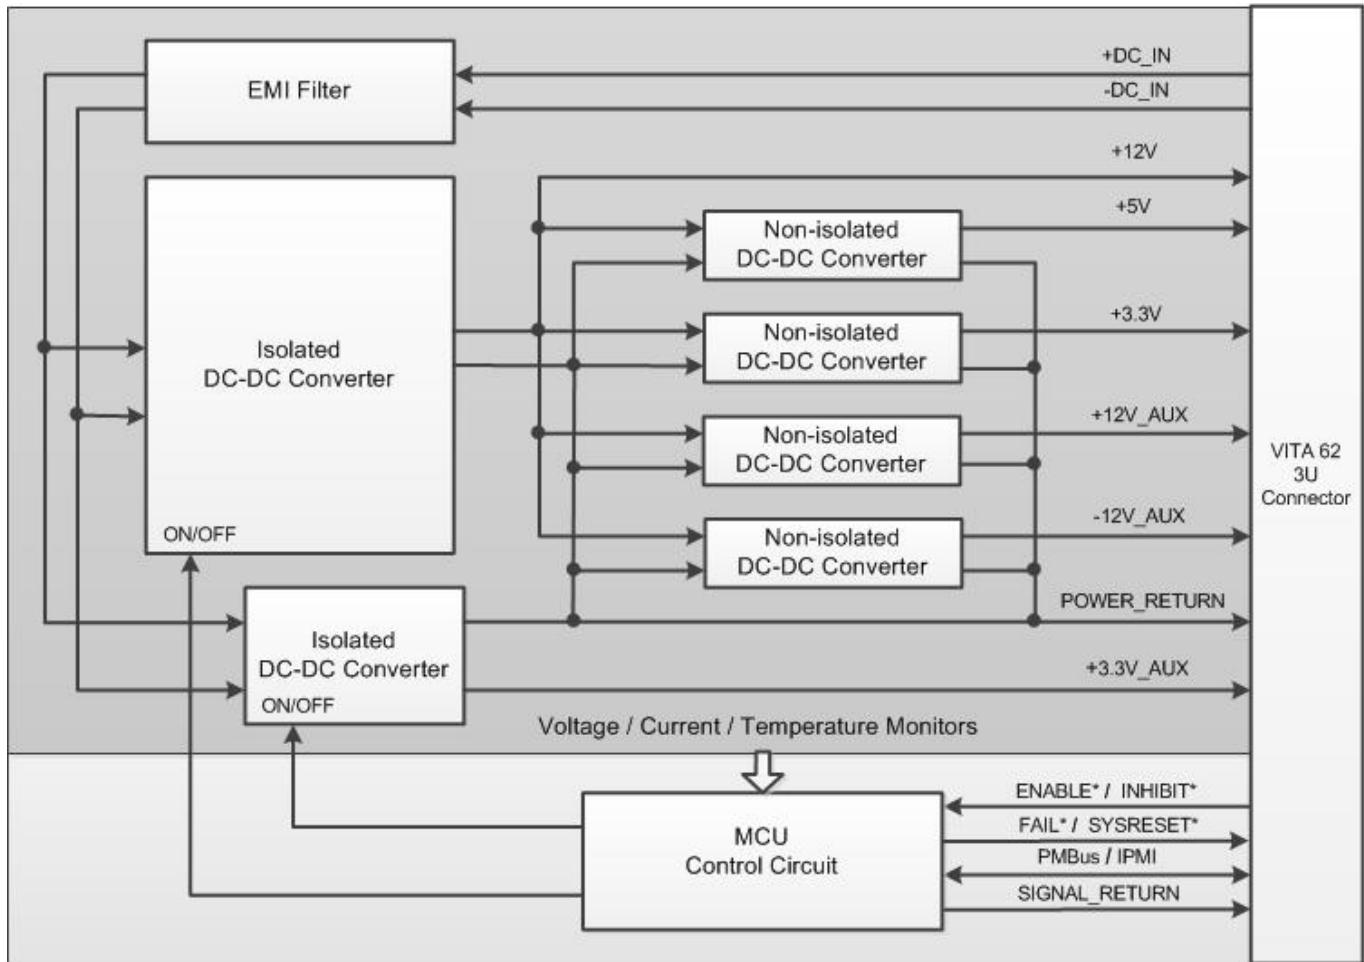 +DC_IN
EMI Filter
-DC_IN
+12V
+5V
Non-isolated
DC-DC Converter
+3.3V
Non-isolated
DC-DC Converter
Isolated
DC-DC Converter
+12V_AUX
Non-isolated
DC-DC Converter
VITA 62
3U
Connector
-12V_AUX
ON/OFF
Non-isolated
DC-DC Converter
POWER_RETURN
Isolated
DC-DC Converter
+3.3V_AUX
ON/OFF
Voltage / Current / Temperature Monitors
ENABLE* / INHIBIT*
MCU
Control Circuit
FAIL* / SYSRESET*
PMBus / IPMI
SIGNAL_RETURN